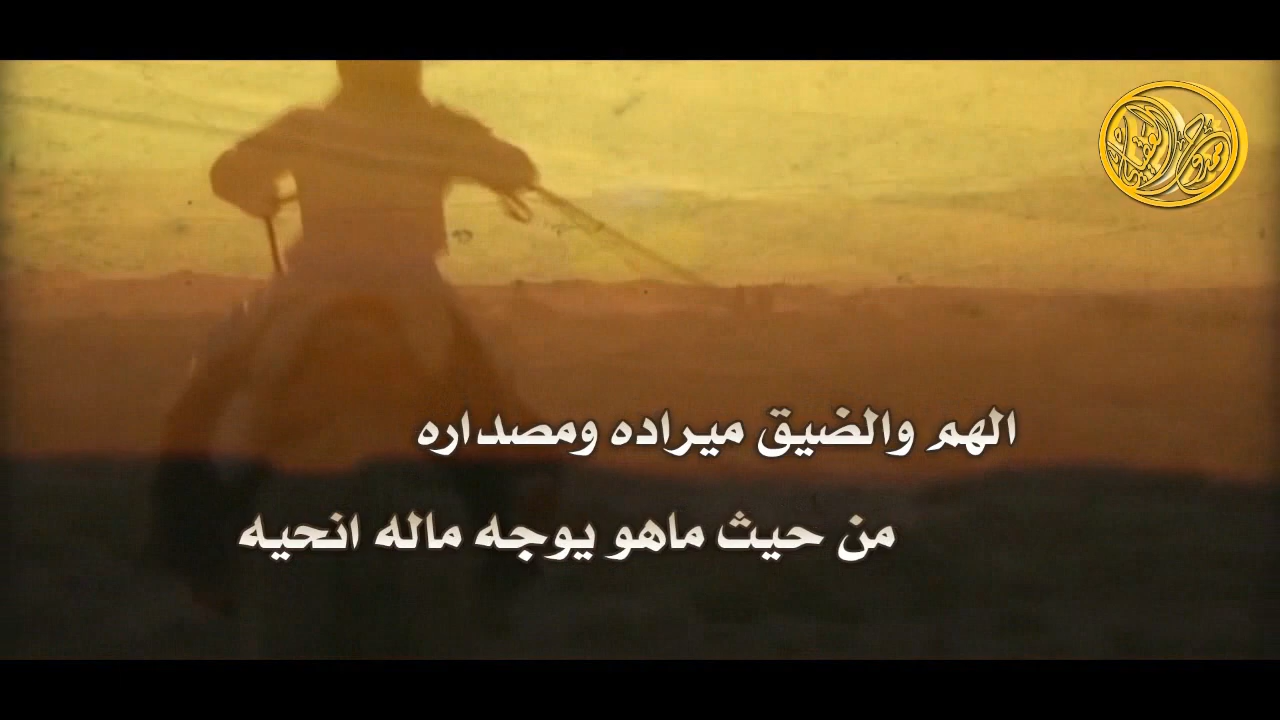 الهم والضيق ميراده ومصداره
من حيث ماهو يوجه ماله انحيه